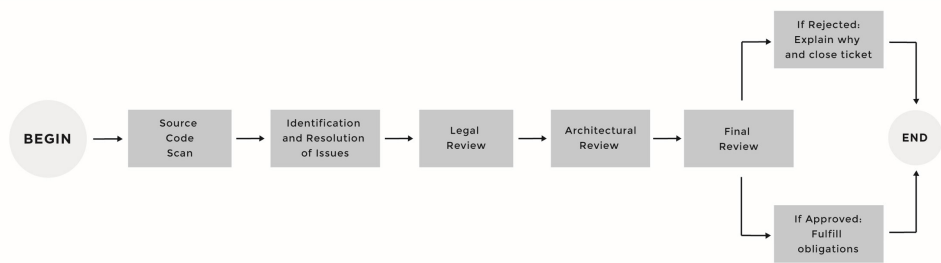 BEGIN
Source
Code
Scan
Identification
and Resolution
of Issues
Legal
Review
Architectural
Review
Final
Review
If Rejected:
Explain why
and close ticket
If Approved:
Fulfill
obligations
END